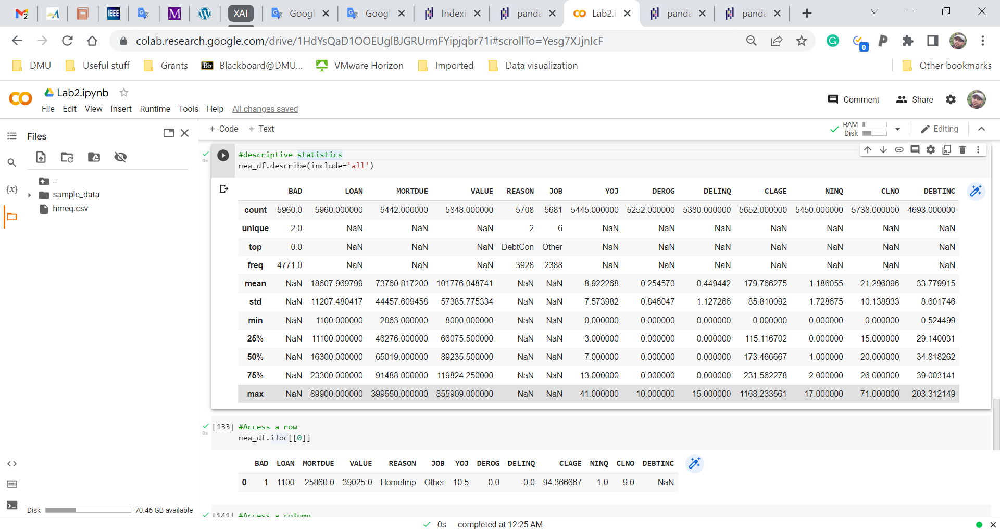 XAI Googl Googl Indexi panda Lab2.i panda panda
colab.research.google.com/drive/1HdYsQaD1OOEUglBJGRUrmFYipjqbr71i#scrollTo=Yesg7XJjnIcF
0
DMU Useful stuff Grants Bb Blackboard@DMU... VMware Horizon Imported Data visualization Other bookmarks
Lab2.ipynb
File Edit View Insert Runtime Tools Help All changes saved
Comment Share
Files
+ Code + Text
RAM
Disk
Editing
..
sample_data
hmeq.csv
0s
#descriptive statistics
new_df.describe(include='all')
BAD LOAN MORTDUE VALUE REASON JOB YOJ DEROG DELINQ CLAGE NINQ CLNO DEBTINC
count 5960.0 5960.000000 5442.000000 5848.000000 5708 5681 5445.000000 5252.000000 5380.000000 5652.000000 5450.000000 5738.000000 4693.000000
unique 2.0 NaN NaN NaN 2 6 NaN NaN NaN NaN NaN NaN NaN
top 0.0 NaN NaN NaN DebtCon Other NaN NaN NaN NaN NaN NaN NaN
freq 4771.0 NaN NaN NaN 3928 2388 NaN NaN NaN NaN NaN NaN NaN
mean NaN 18607.969799 73760.817200 101776.048741 NaN NaN 8.922268 0.254570 0.449442 179.766275 1.186055 21.296096 33.779915
std NaN 11207.480417 44457.609458 57385.775334 NaN NaN 7.573982 0.846047 1.127266 85.810092 1.728675 10.138933 8.601746
min NaN 1100.000000 2063.000000 8000.000000 NaN NaN 0.000000 0.000000 0.000000 0.000000 0.000000 0.000000 0.524499
25% NaN 11100.000000 46276.000000 66075.500000 NaN NaN 3.000000 0.000000 0.000000 115.116702 0.000000 15.000000 29.140031
50% NaN 16300.000000 65019.000000 89235.500000 NaN NaN 7.000000 0.000000 0.000000 173.466667 1.000000 20.000000 34.818262
75% NaN 23300.000000 91488.000000 119824.250000 NaN NaN 13.000000 0.000000 0.000000 231.562278 2.000000 26.000000 39.003141
max NaN 89900.000000 399550.000000 855909.000000 NaN NaN 41.000000 10.000000 15.000000 1168.233561 17.000000 71.000000 203.312149
0s
[133] #Access a row
new_df.iloc[[0]]
BAD LOAN MORTDUE VALUE REASON JOB YOJ DEROG DELINQ CLAGE NINQ CLNO DEBTINC
0 1 1100 25860.0 39025.0 HomeImp Other 10.5 0.0 0.0 94.366667 1.0 9.0 NaN
[141] #Access a column
Disk 70.46 GB available
0s completed at 12:25 AM